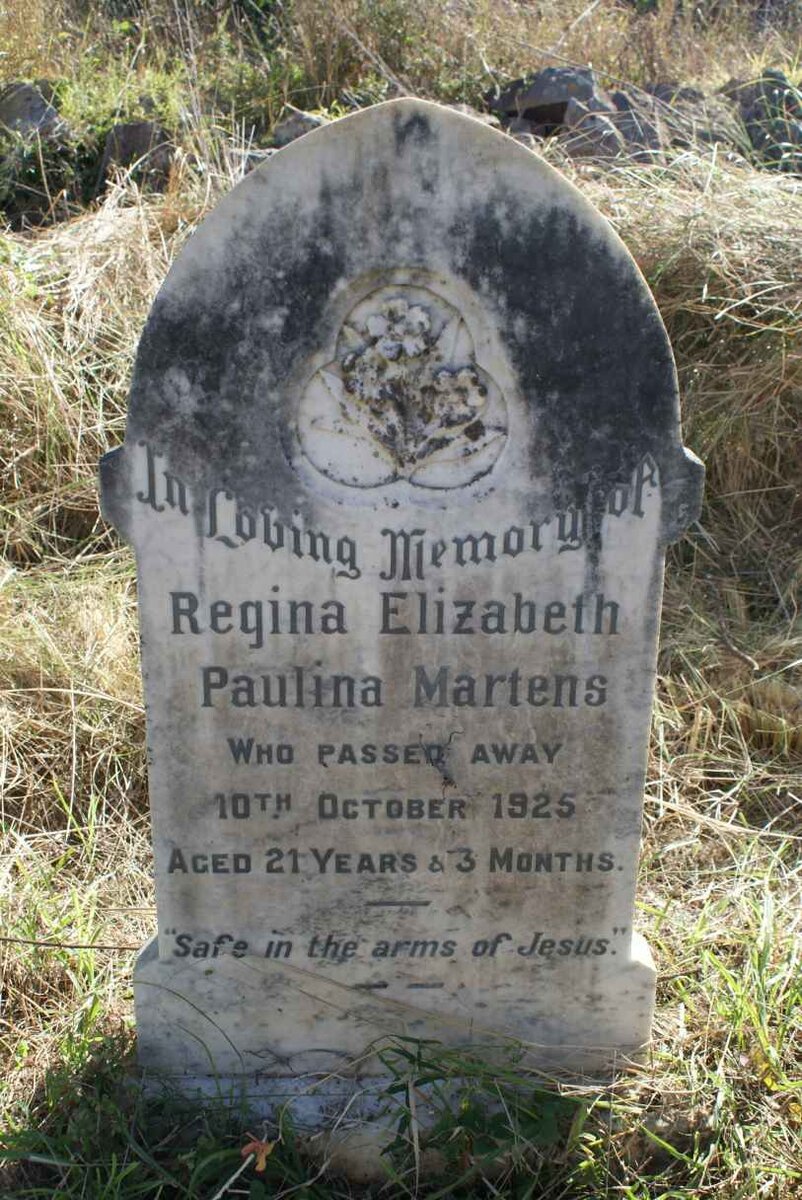 In Loving Memory of
Regina Elizabeth
Paulina Martens
WHO PASSED AWAY
10TH OCTOBER 1925
AGED 21 YEARS & 3 MONTHS.
"Safe in the arms of Jesus."